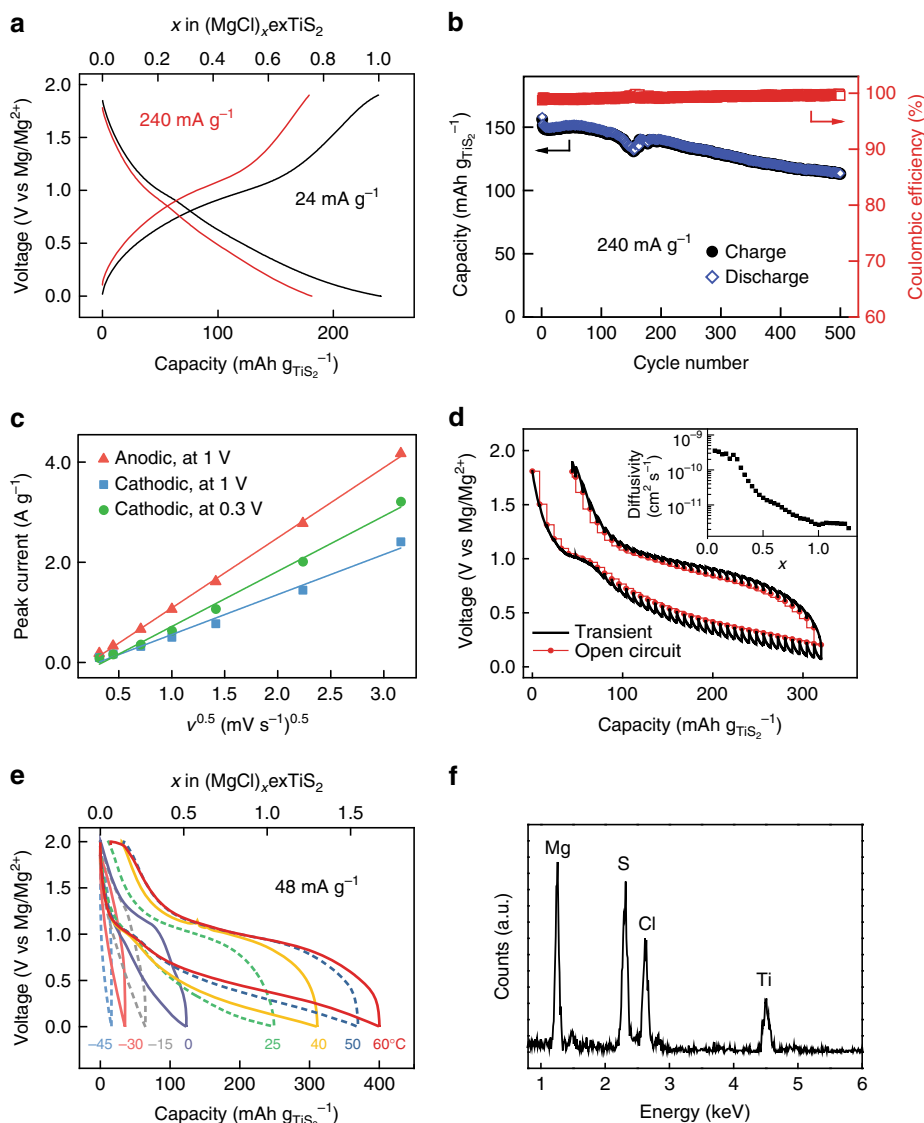 a
x in (MgCl)ₓexTiS₂
0.0 0.2 0.4 0.6 0.8 1.0
2.0
1.5
1.0
0.5
0.0
Voltage (V vs Mg/Mg²⁺)
240 mA g⁻¹
24 mA g⁻¹
0 100 200
Capacity (mAh g_TiS₂⁻¹)
b
150
100
50
0
Capacity (mAh g_TiS₂⁻¹)
100
90
80
70
60
Coulombic efficiency (%)
240 mA g⁻¹
Charge
Discharge
0 100 200 300 400 500
Cycle number
c
4.0
2.0
0.0
Peak current (A g⁻¹)
Anodic, at 1 V
Cathodic, at 1 V
Cathodic, at 0.3 V
0.5 1.0 1.5 2.0 2.5 3.0
v⁰·⁵ (mV s⁻¹)⁰·⁵
d
2.0
1.5
1.0
0.5
0.0
Voltage (V vs Mg/Mg²⁺)
10⁻⁹
10⁻¹⁰
10⁻¹¹
Diffusivity
(cm² s⁻¹)
0.0 0.5 1.0
x
Transient
Open circuit
0 100 200 300
Capacity (mAh g_TiS₂⁻¹)
e
x in (MgCl)ₓexTiS₂
0.0 0.5 1.0 1.5
2.0
1.5
1.0
0.5
0.0
Voltage (V vs Mg/Mg²⁺)
48 mA g⁻¹
−45 −30 −15 0 25 40 50 60°C
0 100 200 300 400
Capacity (mAh g_TiS₂⁻¹)
f
Counts (a.u.)
Mg
S
Cl
Ti
1 2 3 4 5 6
Energy (keV)